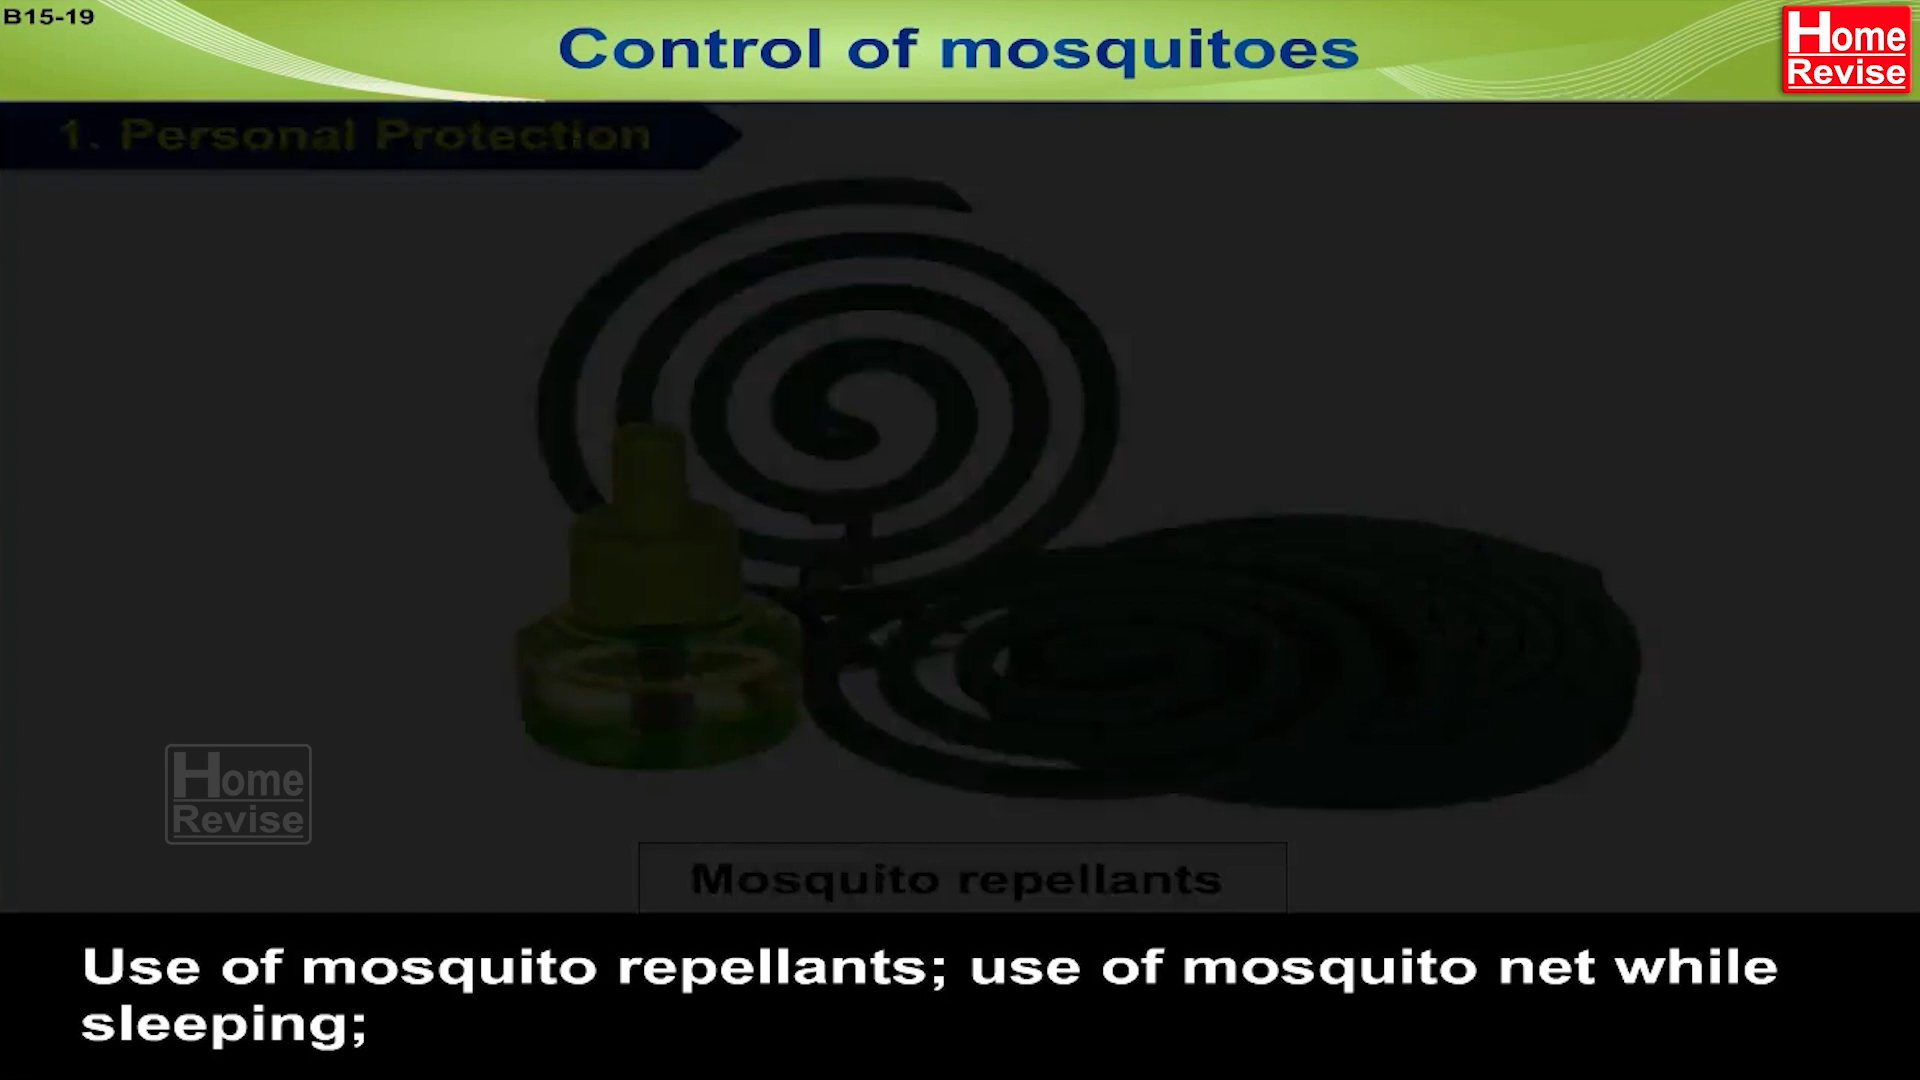 B15-19
Control of mosquitoes
Home
Revise
1. Personal Protection
Home
Revise
Mosquito repellants
Use of mosquito repellants; use of mosquito net while
sleeping;